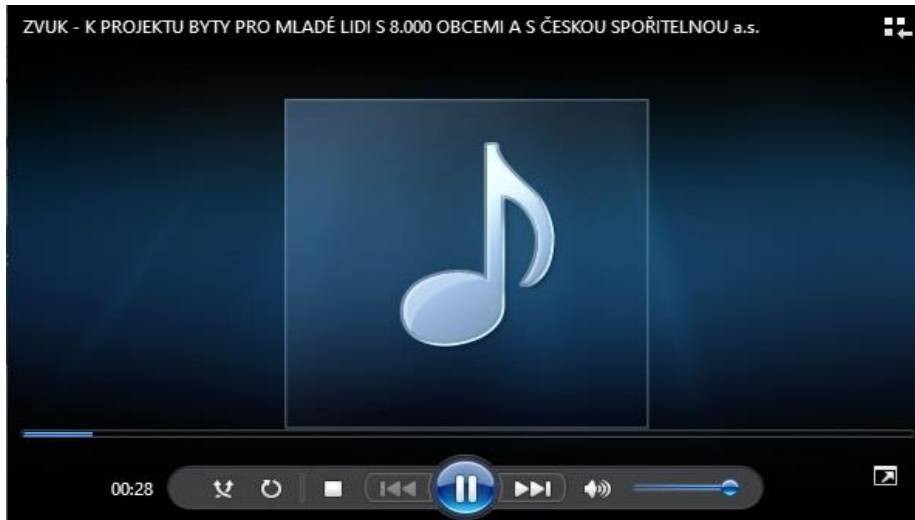 ZVUK - K PROJEKTU BYTY PRO MLADÉ LIDI S 8.000 OBCEMI A S ČESKOU SPOŘITELNOU a.s.
00:28